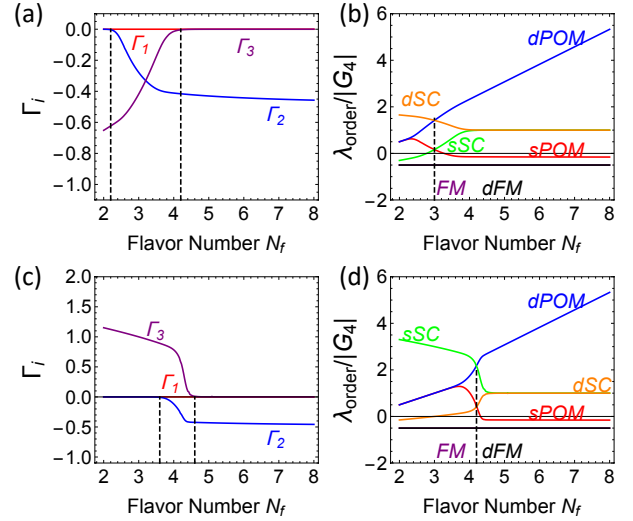 (a)
0.0
-0.2
-0.4
-0.6
-0.8
-1.0
Γi
Γ1
Γ3
Γ2
2 3 4 5 6 7 8
Flavor Number Nf
(b)
6
4
2
0
-2
λorder/|G4|
dPOM
dSC
sSC
sPOM
FM dFM
2 3 4 5 6 7 8
Flavor Number Nf
(c)
2.0
1.5
1.0
0.5
0.0
-0.5
-1.0
Γi
Γ3
Γ1
Γ2
2 3 4 5 6 7 8
Flavor Number Nf
(d)
6
4
2
0
-2
λorder/|G4|
dPOM
sSC
dSC
sPOM
FM dFM
2 3 4 5 6 7 8
Flavor Number Nf